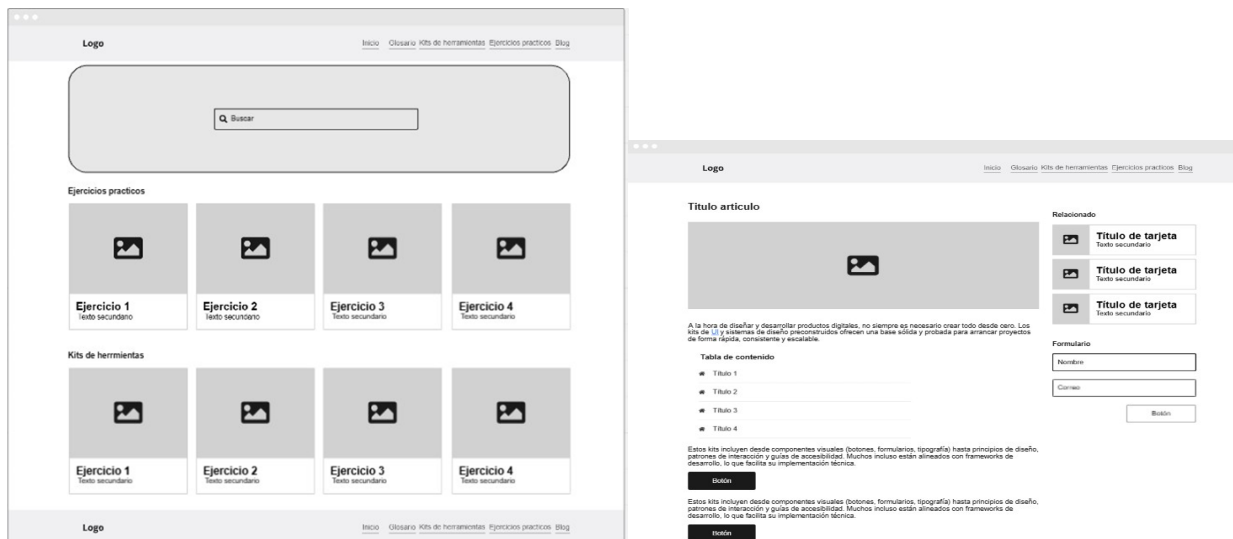 Logo
Inicio Glosario Kits de herramientas Ejercicios practicos Blog
Buscar
Ejercicios practicos
Ejercicio 1
Texto secundario
Ejercicio 2
Texto secundario
Ejercicio 3
Texto secundario
Ejercicio 4
Texto secundario
Kits de herrmientas
Ejercicio 1
Texto secundario
Ejercicio 2
Texto secundario
Ejercicio 3
Texto secundario
Ejercicio 4
Texto secundario
Logo
Inicio Glosario Kits de herramientas Ejercicios practicos Blog
Logo
Inicio Glosario Kits de herramientas Ejercicios practicos Blog
Titulo articulo
A la hora de diseñar y desarrollar productos digitales, no siempre es necesario crear todo desde cero. Los
kits de UI y sistemas de diseño preconstruidos ofrecen una base sólida y probada para arrancar proyectos
de forma rápida, consistente y escalable.
Tabla de contenido
Título 1
Título 2
Título 3
Título 4
Estos kits incluyen desde componentes visuales (botones, formularios, tipografía) hasta principios de diseño,
patrones de interacción y guías de accesibilidad. Muchos incluso están alineados con frameworks de
desarrollo, lo que facilita su implementación técnica.
Botón
Estos kits incluyen desde componentes visuales (botones, formularios, tipografía) hasta principios de diseño,
patrones de interacción y guías de accesibilidad. Muchos incluso están alineados con frameworks de
desarrollo, lo que facilita su implementación técnica.
Botón
Relacionado
Título de tarjeta
Texto secundario
Título de tarjeta
Texto secundario
Título de tarjeta
Texto secundario
Formulario
Nombre
Correo
Botón